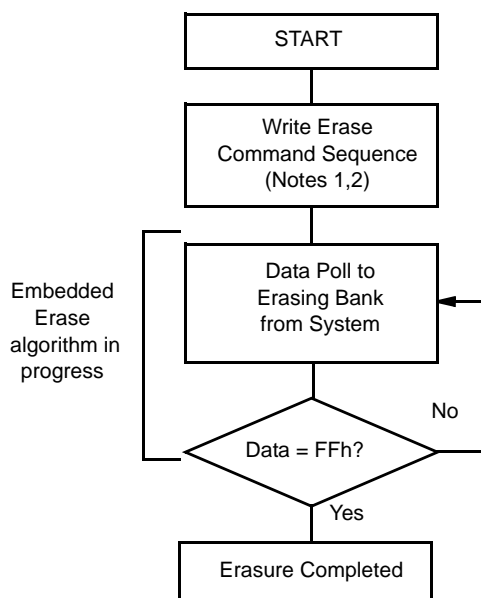 START
Write Erase
Command Sequence
(Notes 1,2)
Data Poll to
Erasing Bank
from System
Embedded
Erase
algorithm in
progress
No
Data = FFh?
Yes
Erasure Completed